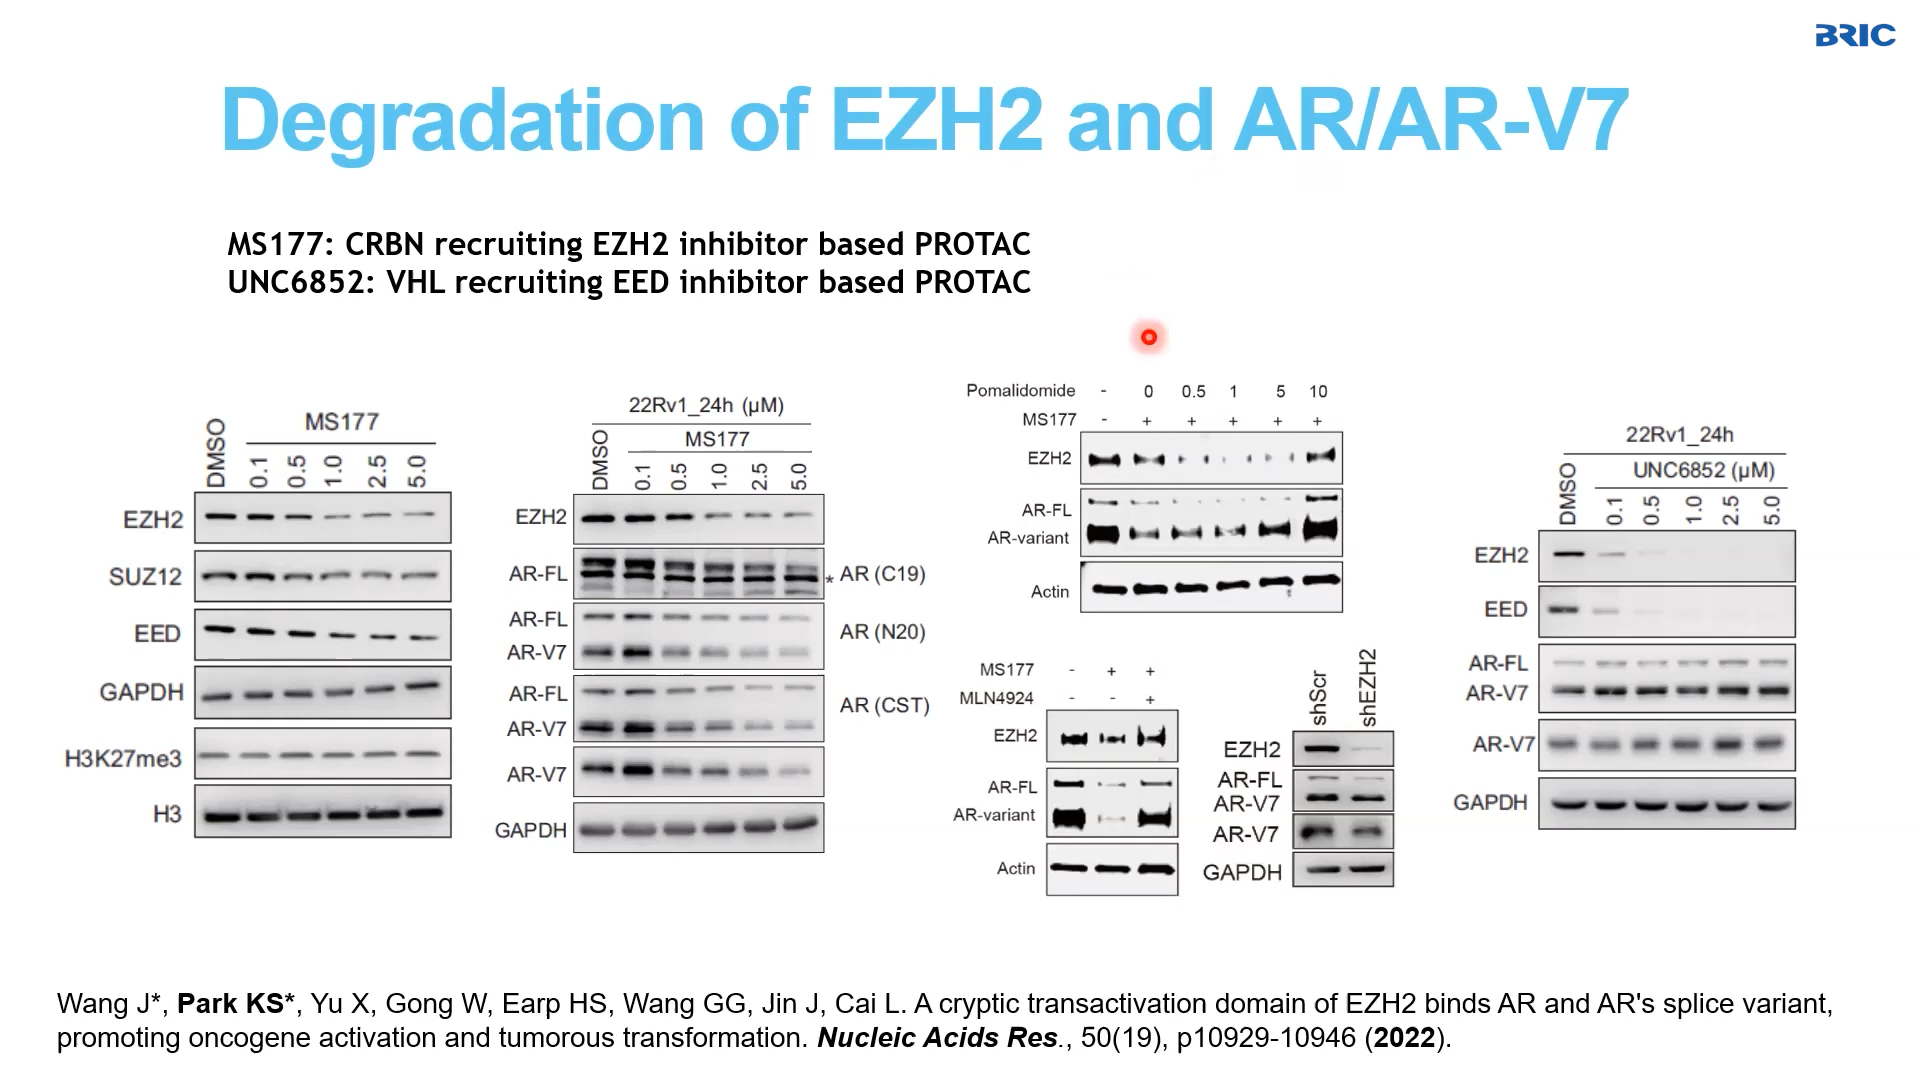 BRIC
Degradation of EZH2 and AR/AR-V7
MS177: CRBN recruiting EZH2 inhibitor based PROTAC
UNC6852: VHL recruiting EED inhibitor based PROTAC
MS177
DMSO 0.1 0.5 1.0 2.5 5.0
EZH2
SUZ12
EED
GAPDH
H3K27me3
H3
22Rv1_24h (µM)
MS177
DMSO 0.1 0.5 1.0 2.5 5.0
EZH2
AR-FL * AR (C19)
AR-FL
AR (N20)
AR-V7
AR-FL
AR (CST)
AR-V7
AR-V7
GAPDH
Pomalidomide - 0 0.5 1 5 10
MS177 - + + + + +
EZH2
AR-FL
AR-variant
Actin
MS177 - + +
MLN4924 - - +
EZH2
AR-FL
AR-variant
Actin
shScr shEZH2
EZH2
AR-FL
AR-V7
AR-V7
GAPDH
22Rv1_24h
UNC6852 (µM)
DMSO 0.1 0.5 1.0 2.5 5.0
EZH2
EED
AR-FL
AR-V7
AR-V7
GAPDH
Wang J*, Park KS*, Yu X, Gong W, Earp HS, Wang GG, Jin J, Cai L. A cryptic transactivation domain of EZH2 binds AR and AR's splice variant,
promoting oncogene activation and tumorous transformation. Nucleic Acids Res., 50(19), p10929-10946 (2022).